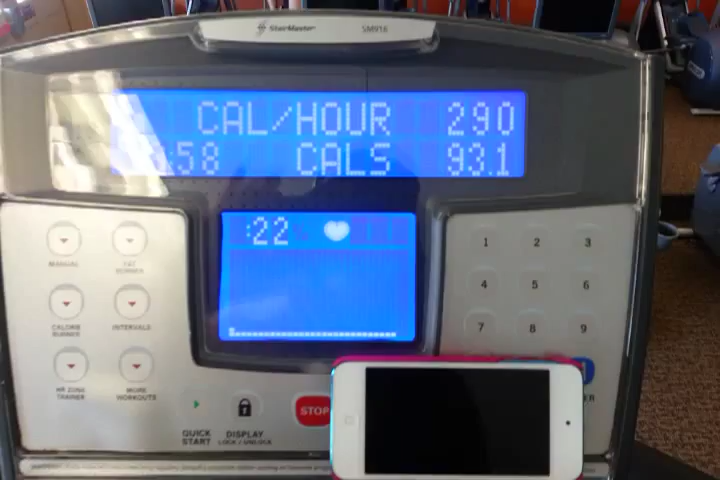 StairMaster SM916
CAL/HOUR 290
:58 CALS 93.1
:22
MANUAL
FAT
BURNER
CALORIE
BURNER
INTERVALS
HR ZONE
TRAINER
MORE
WORKOUTS
1 2 3
4 5 6
7 8 9
QUICK
START
DISPLAY
LOCK / UNLOCK
STOP